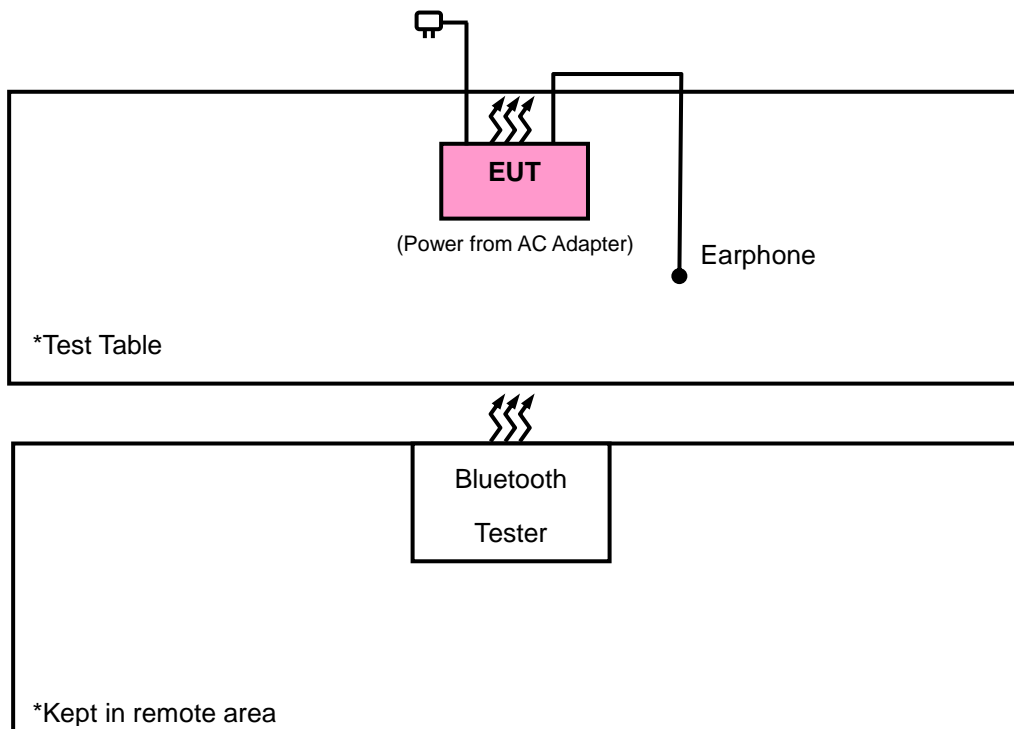 EUT
(Power from AC Adapter)
Earphone
*Test Table
Bluetooth
Tester
*Kept in remote area